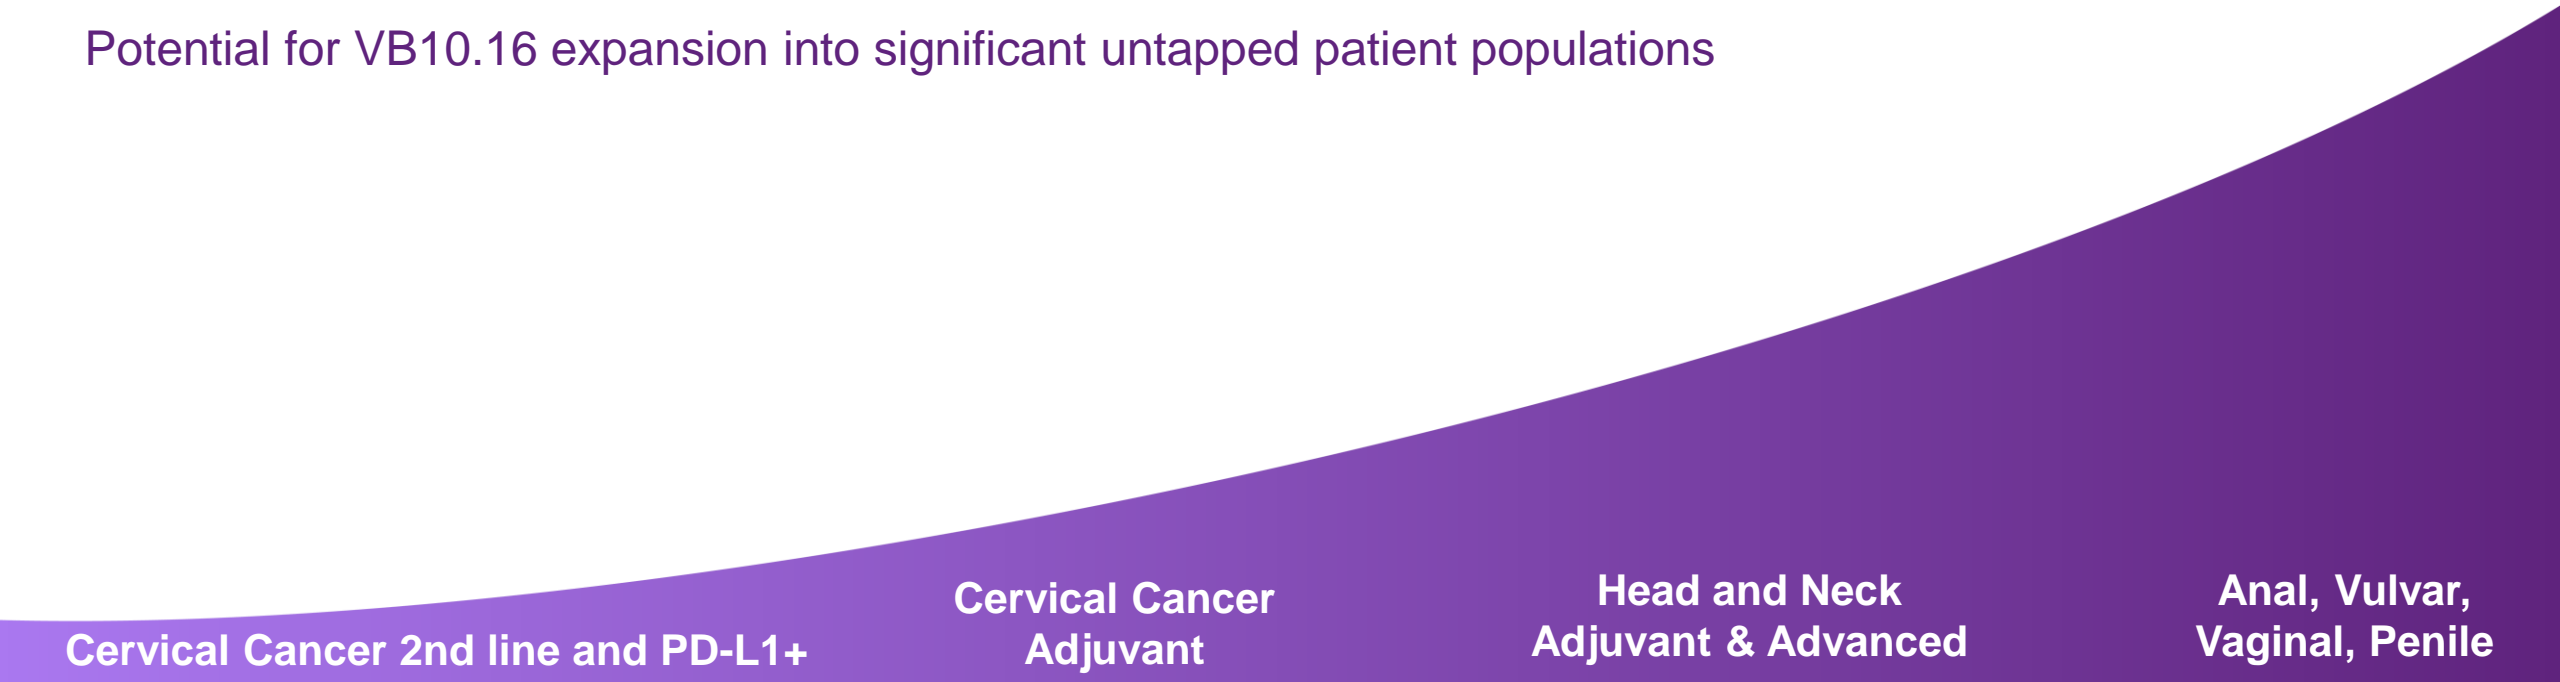 Potential for VB10.16 expansion into significant untapped patient populations
Cervical Cancer 2nd line and PD-L1+
Cervical Cancer
Adjuvant
Head and Neck
Adjuvant & Advanced
Anal, Vulvar,
Vaginal, Penile